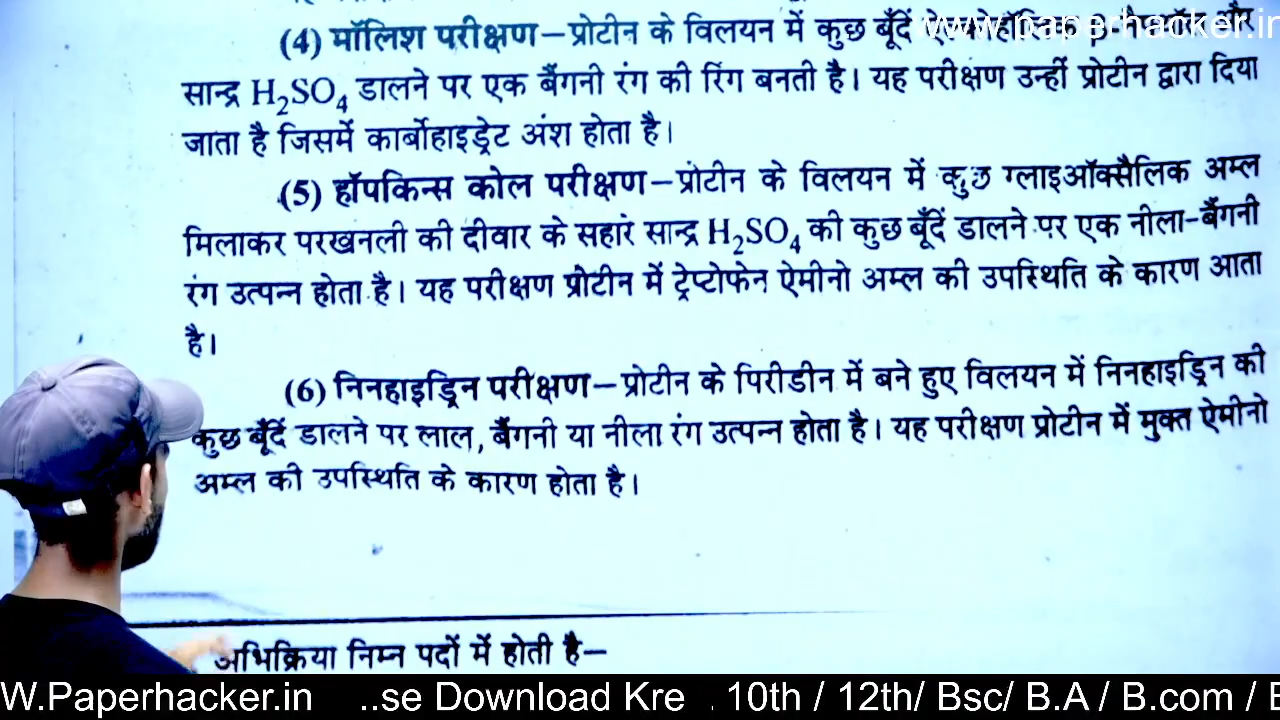 (4) मॉलिश परीक्षण—प्रोटीन के विलयन में कुछ बूँदें ऐल्कोहॉलिक β-नैफ्थॉल और
www.paperhacker.in
सान्द्र H₂SO₄ डालने पर एक बैंगनी रंग की रिंग बनती है। यह परीक्षण उन्हीं प्रोटीन द्वारा दिया
जाता है जिसमें कार्बोहाइड्रेट अंश होता है।
(5) हॉपकिन्स कोल परीक्षण—प्रोटीन के विलयन में कुछ ग्लाइऑक्सैलिक अम्ल
मिलाकर परखनली की दीवार के सहारे सान्द्र H₂SO₄ की कुछ बूँदें डालने पर एक नीला-बैंगनी
रंग उत्पन्न होता है। यह परीक्षण प्रोटीन में ट्रेप्टोफेन ऐमीनो अम्ल की उपस्थिति के कारण आता
है।
(6) निनहाइड्रिन परीक्षण—प्रोटीन के पिरीडीन में बने हुए विलयन में निनहाइड्रिन की
कुछ बूँदें डालने पर लाल, बैंगनी या नीला रंग उत्पन्न होता है। यह परीक्षण प्रोटीन में मुक्त ऐमीनो
अम्ल की उपस्थिति के कारण होता है।
अभिक्रिया निम्न पदों में होती है—
W.Paperhacker.in ..se Download Kre . 10th / 12th/ Bsc/ B.A / B.com / E